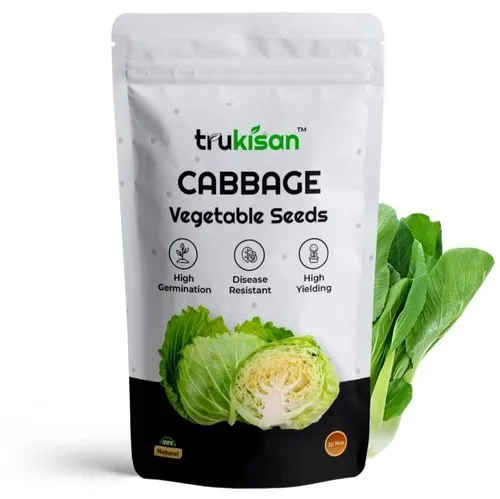 trukisan™
CABBAGE
Vegetable Seeds
High
Germination
Disease
Resistant
High
Yielding
100%
Natural
30 Nos